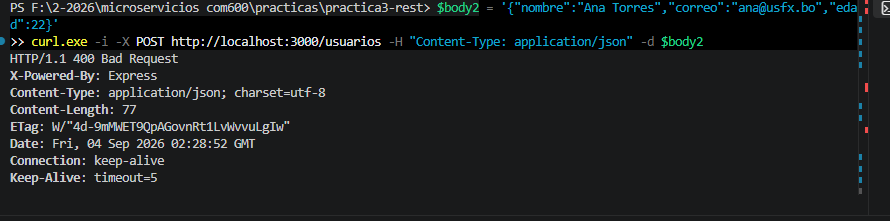 PS F:\2-2026\microservicios com600\practicas\practica3-rest> $body2 = '{"nombre":"Ana Torres","correo":"ana@usfx.bo","eda
d":22}'
>> curl.exe -i -X POST http://localhost:3000/usuarios -H "Content-Type: application/json" -d $body2
HTTP/1.1 400 Bad Request
X-Powered-By: Express
Content-Type: application/json; charset=utf-8
Content-Length: 77
ETag: W/"4d-9mMWET9QpAGovnRt1LvWvvuLgIw"
Date: Fri, 04 Sep 2026 02:28:52 GMT
Connection: keep-alive
Keep-Alive: timeout=5